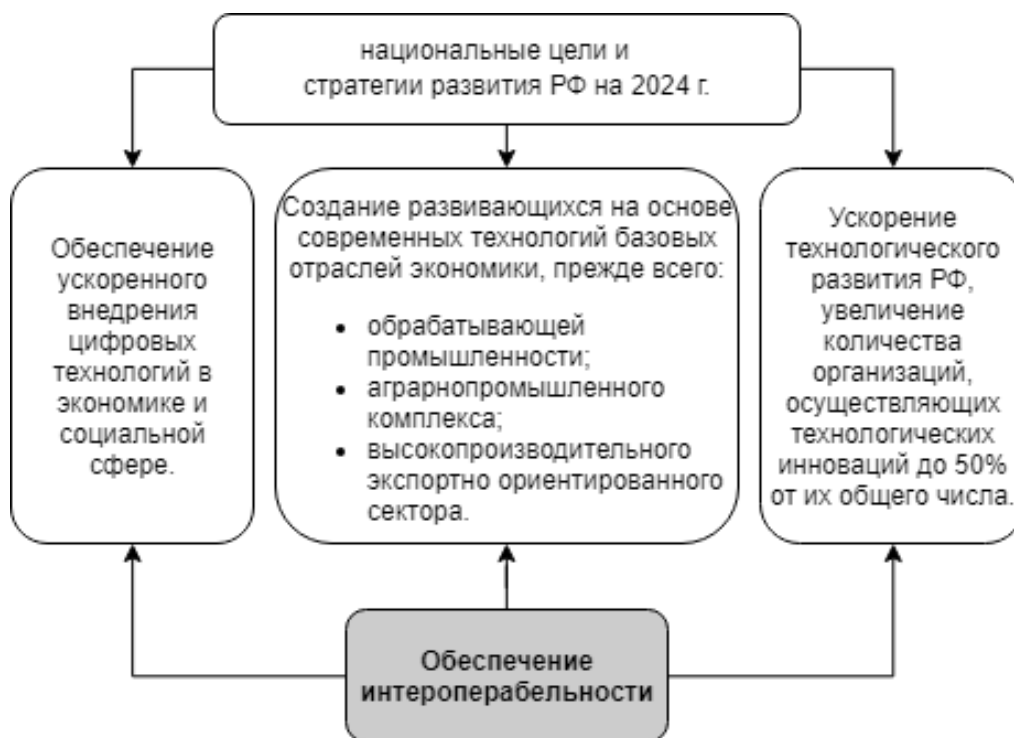 национальные цели и
стратегии развития РФ на 2024 г.
Обеспечение
ускоренного
внедрения
цифровых
технологий в
экономике и
социальной
сфере.
Создание развивающихся на основе
современных технологий базовых
отраслей экономики, прежде всего:
• обрабатывающей
промышленности;
• аграрнопромышленного
комплекса;
• высокопроизводительного
экспортно ориентированного
сектора.
Ускорение
технологического
развития РФ,
увеличение
количества
организаций,
осуществляющих
технологических
инноваций до 50%
от их общего числа.
Обеспечение
интероперабельности